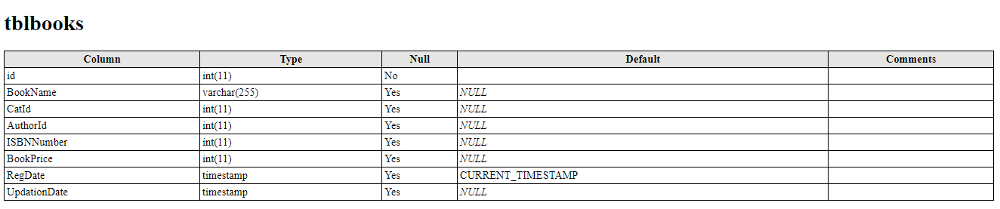 tblbooks
Column Type Null Default Comments
id int(11) No
BookName varchar(255) Yes NULL
CatId int(11) Yes NULL
AuthorId int(11) Yes NULL
ISBNNumber int(11) Yes NULL
BookPrice int(11) Yes NULL
RegDate timestamp Yes CURRENT_TIMESTAMP
UpdationDate timestamp Yes NULL